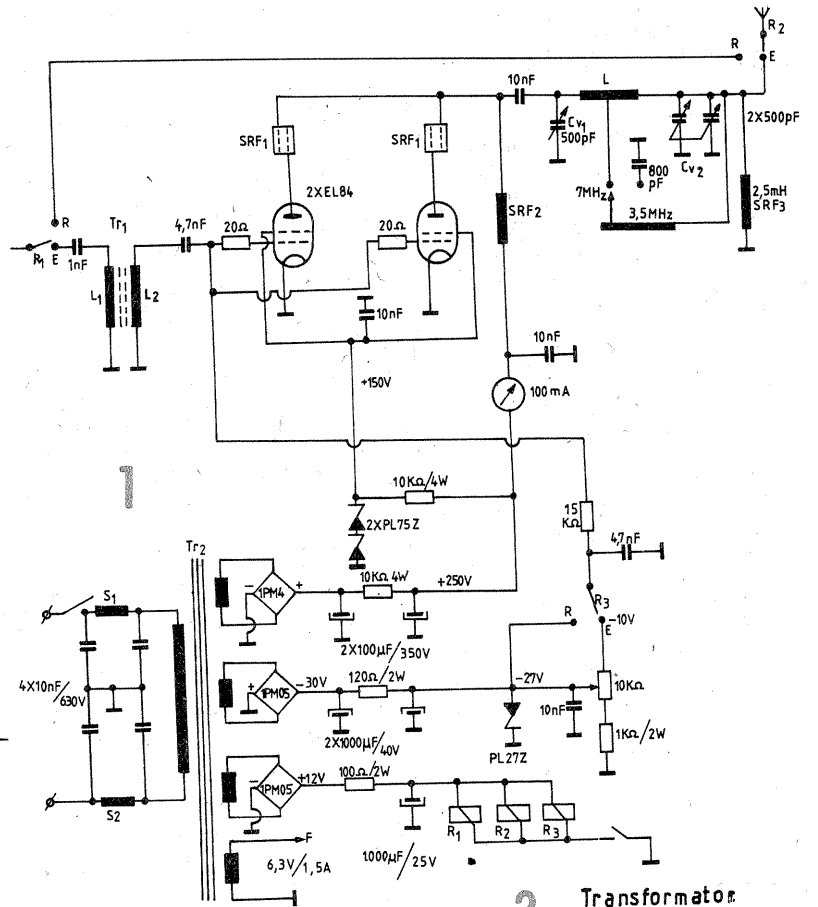 R2
R
E
10nF
L
SRF1
SRF1
Cv1
500pF
2X500pF
Cv2
800
pF
7MHz
3,5MHz
2,5mH
SRF3
2XEL84
R
Tr1
4,7nF
20Ω
20Ω
SRF2
R1
E
1nF
L1
L2
10nF
10nF
+150V
100mA
1
10KΩ/4W
2XPL75Z
15
KΩ
4,7nF
Tr2
S1
1PM4
-
+
10KΩ 4W
+250V
R3
R
-10V
E
2X100µF/350V
4X10nF/630V
+
1PM05
-30V
120Ω/2W
-27V
10KΩ
10nF
2X1000µF/40V
PL27Z
1KΩ/2W
-
1PM05
+12V
100Ω/2W
S2
R1
R2
R3
F
6,3V/1,5A
1000µF/25V
Transformator